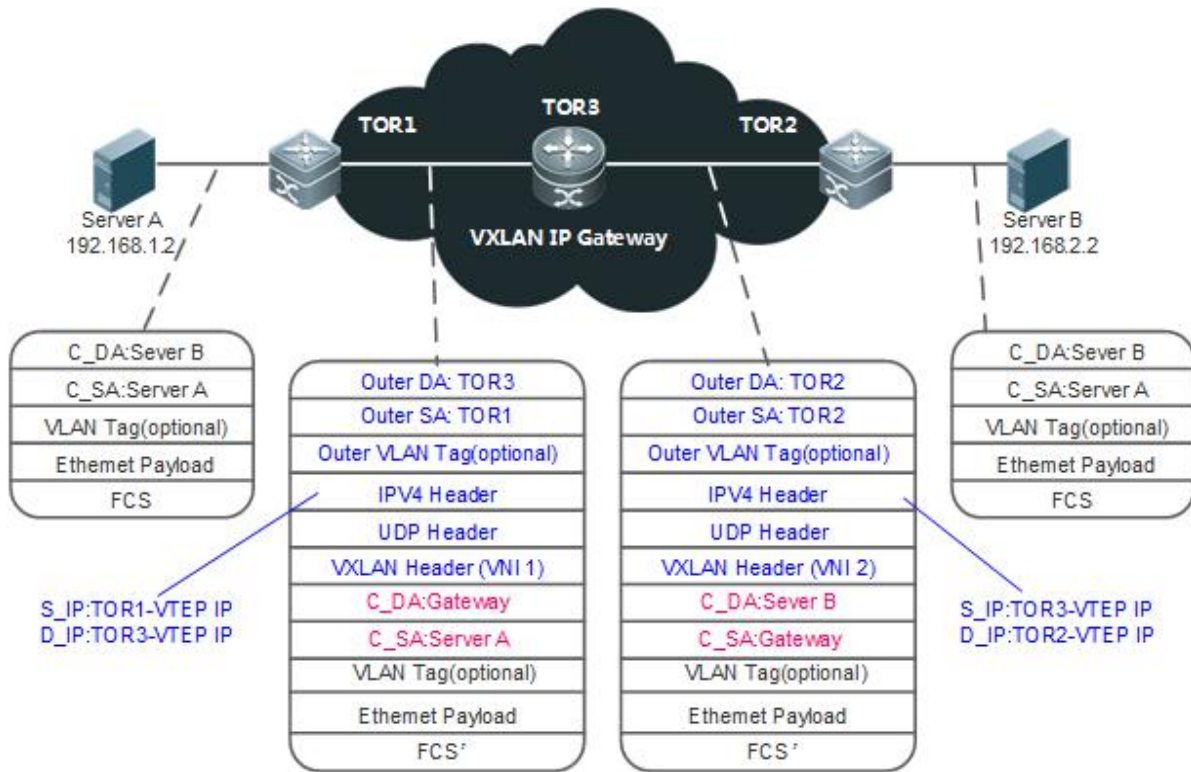 TOR3
TOR1
TOR2
Server A
192.168.1.2
VXLAN IP Gateway
Server B
192.168.2.2
C_DA:Sever B
C_SA:Server A
VLAN Tag(optional)
Ethernet Payload
FCS
Outer DA: TOR3
Outer SA: TOR1
Outer VLAN Tag(optional)
IPV4 Header
UDP Header
VXLAN Header (VNI 1)
C_DA:Gateway
C_SA:Server A
VLAN Tag(optional)
Ethernet Payload
FCS'
S_IP:TOR1-VTEP IP
D_IP:TOR3-VTEP IP
Outer DA: TOR2
Outer SA: TOR2
Outer VLAN Tag(optional)
IPV4 Header
UDP Header
VXLAN Header (VNI 2)
C_DA:Sever B
C_SA:Gateway
VLAN Tag(optional)
Ethernet Payload
FCS'
C_DA:Sever B
C_SA:Server A
VLAN Tag(optional)
Ethernet Payload
FCS
S_IP:TOR3-VTEP IP
D_IP:TOR2-VTEP IP